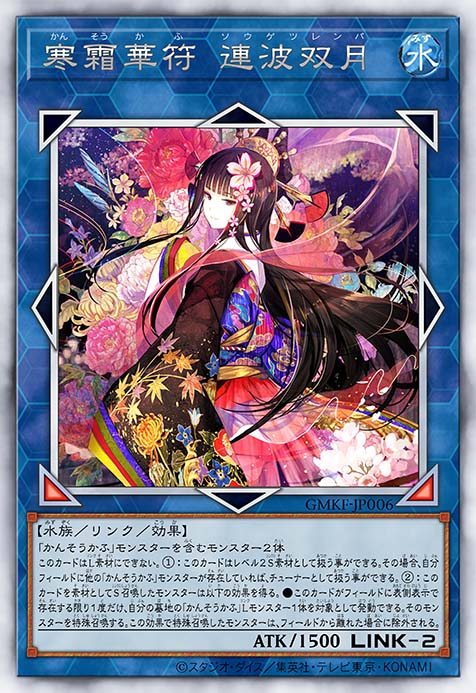 かんそうかふ ソウゲツレンパ
寒霜華符 連波双月
みず
水
GMKF-JP006
【水族／リンク／効果】
「かんそうかふ」モンスターを含むモンスター２体
このカードはＬ素材にできない。①：このカードはレベル２Ｓ素材として扱う事ができる。その場合、自分
フィールドに他の「かんそうかふ」モンスターが存在していれば、チューナーとして扱う事ができる。②：この
カードを素材としてＳ召喚したモンスターは以下の効果を得る。●このカードがフィールドに表側表示で
存在する限り１度だけ、自分の墓地の「かんそうかふ」Ｌモンスター１体を対象として発動できる。そのモン
スターを特殊召喚する。この効果で特殊召喚したモンスターは、フィールドから離れた場合に除外される。
ATK/1500 LINK-2
©スタジオ・ダイス／集英社・テレビ東京・KONAMI